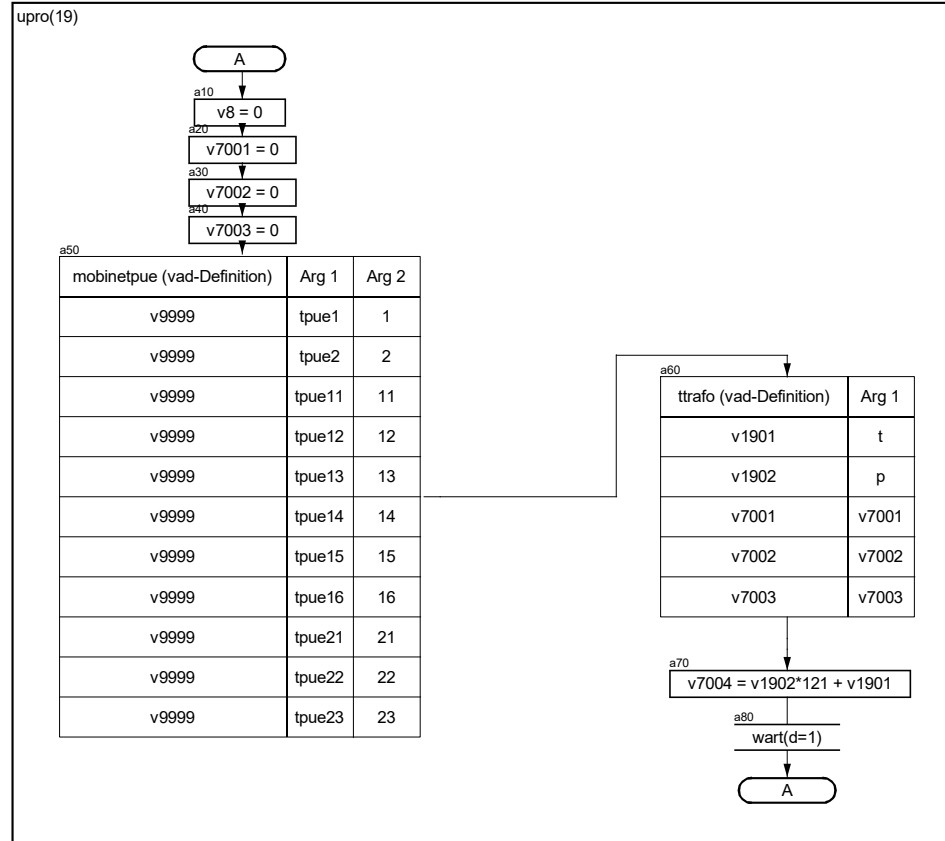 upro(19)
A
a10
v8 = 0
a20
v7001 = 0
a30
v7002 = 0
a40
v7003 = 0
a50
mobinetpue (vad-Definition) Arg 1 Arg 2
v9999 tpue1 1
v9999 tpue2 2
v9999 tpue11 11
v9999 tpue12 12
v9999 tpue13 13
v9999 tpue14 14
v9999 tpue15 15
v9999 tpue16 16
v9999 tpue21 21
v9999 tpue22 22
v9999 tpue23 23
a60
ttrafo (vad-Definition) Arg 1
v1901 t
v1902 p
v7001 v7001
v7002 v7002
v7003 v7003
a70
v7004 = v1902*121 + v1901
a80
wart(d=1)
A